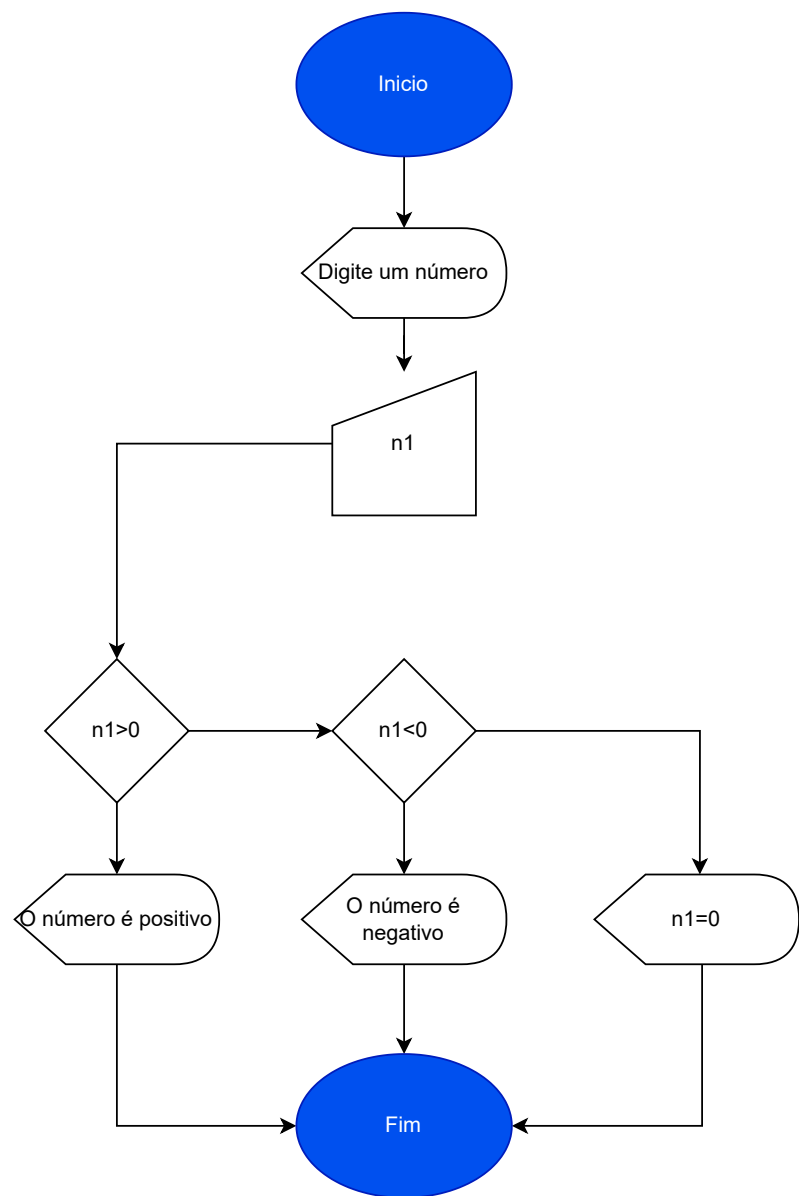 Inicio
Digite um número
n1
n1>0
n1<0
O número é positivo
O número é
negativo
n1=0
Fim